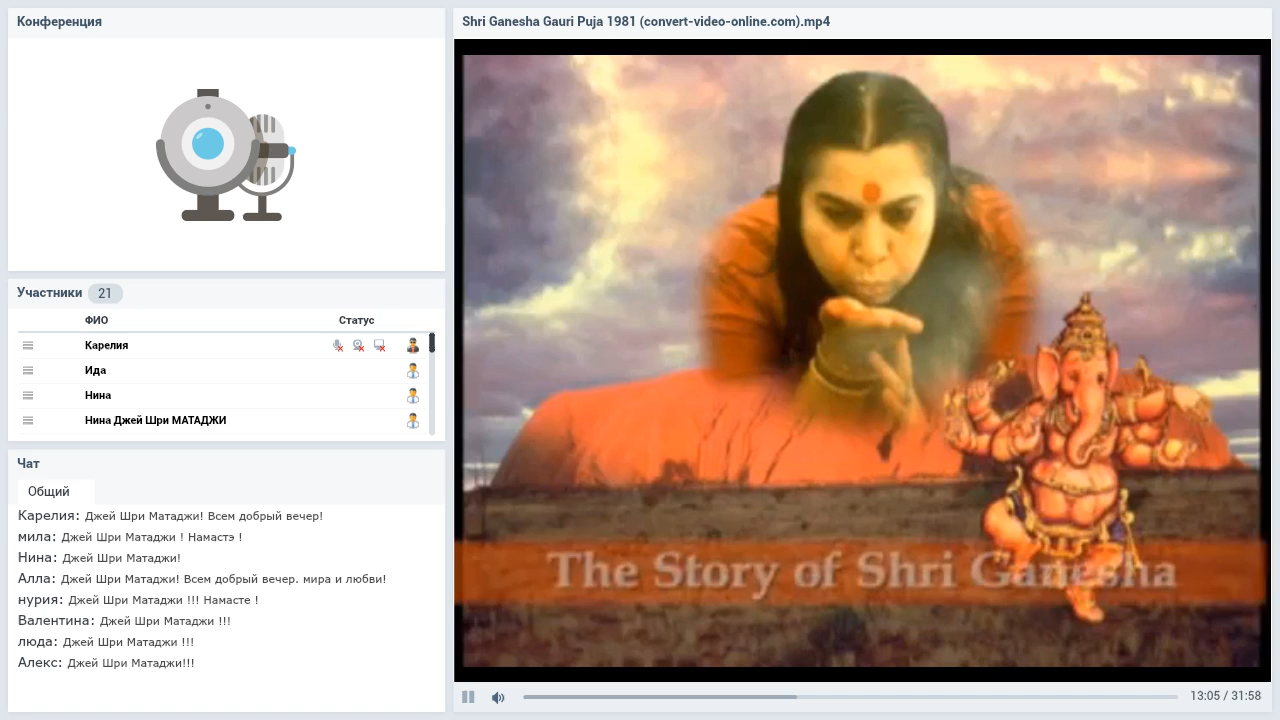 Конференция
Участники 21
ФИО Статус
Карелия
Ида
Нина
Нина Джей Шри МАТАДЖИ
Чат
Общий
Карелия: Джей Шри Матаджи! Всем добрый вечер!
мила: Джей Шри Матаджи ! Намастэ !
Нина: Джей Шри Матаджи!
Алла: Джей Шри Матаджи! Всем добрый вечер. мира и любви!
нурия: Джей Шри Матаджи !!! Намасте !
Валентина: Джей Шри Матаджи !!!
люда: Джей Шри Матаджи !!!
Алекс: Джей Шри Матаджи!!!
Shri Ganesha Gauri Puja 1981 (convert-video-online.com).mp4
The Story of Shri Ganesha
13:05 / 31:58